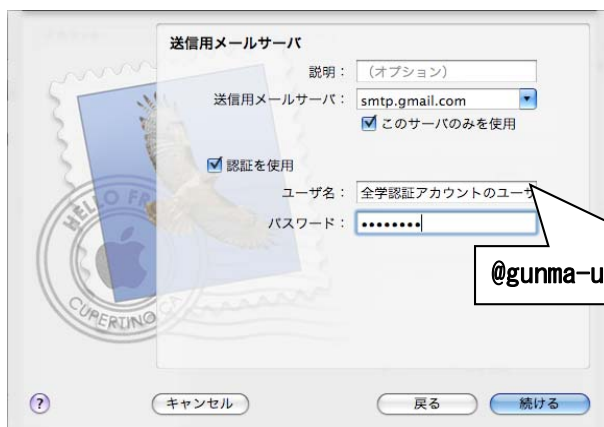 送信用メールサーバ
説明： （オプション）
送信用メールサーバ： smtp.gmail.com
このサーバのみを使用
認証を使用
ユーザ名： 全学認証アカウントのユーザ
パスワード： ••••••••
@gunma-u
HELLO FRO
CUPERTINO CA
? キャンセル 戻る 続ける